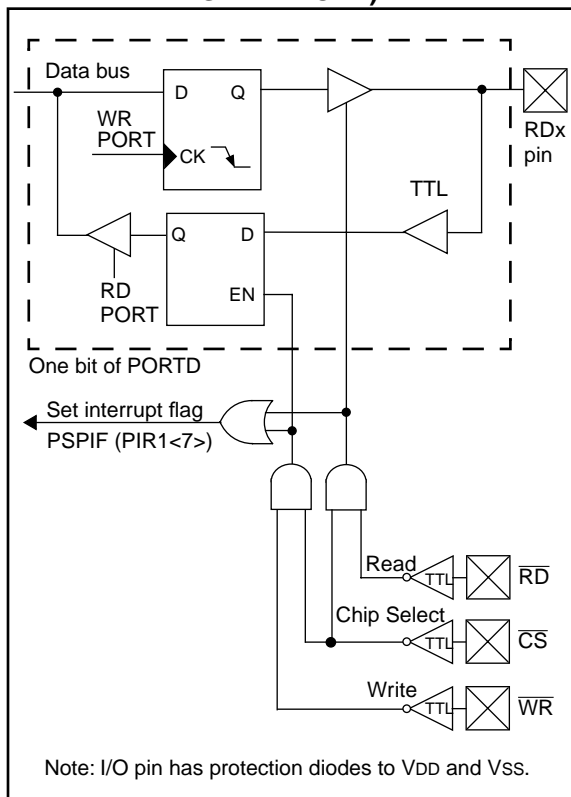 Data bus
D Q
WR
PORT
CK
RDx
pin
TTL
Q D
EN
RD
PORT
One bit of PORTD
Set interrupt flag
PSPIF (PIR1<7>)
Read
TTL
RD
Chip Select
TTL
CS
Write
TTL
WR
Note: I/O pin has protection diodes to VDD and VSS.